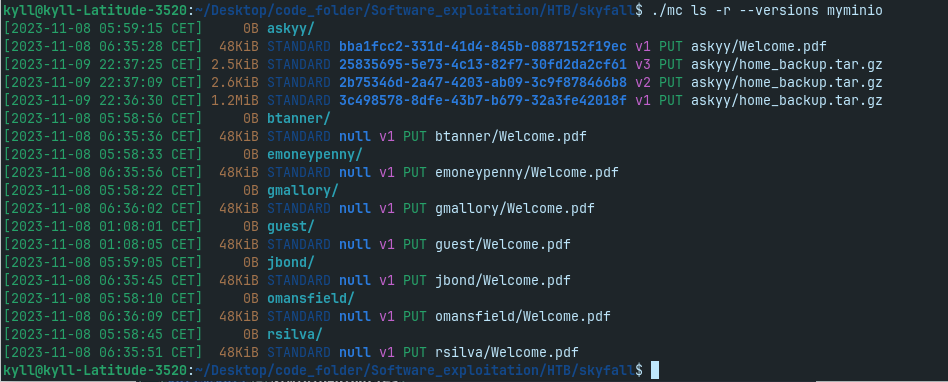 kyll@kyll-Latitude-3520:~/Desktop/code_folder/Software_exploitation/HTB/skyfall$ ./mc ls -r --versions myminio
[2023-11-08 05:59:15 CET]     0B askyy/
[2023-11-08 06:35:28 CET]  48KiB STANDARD bba1fcc2-331d-41d4-845b-0887152f19ec v1 PUT askyy/Welcome.pdf
[2023-11-09 22:37:25 CET] 2.5KiB STANDARD 25835695-5e73-4c13-82f7-30fd2da2cf61 v3 PUT askyy/home_backup.tar.gz
[2023-11-09 22:37:09 CET] 2.6KiB STANDARD 2b75346d-2a47-4203-ab09-3c9f878466b8 v2 PUT askyy/home_backup.tar.gz
[2023-11-09 22:36:30 CET] 1.2MiB STANDARD 3c498578-8dfe-43b7-b679-32a3fe42018f v1 PUT askyy/home_backup.tar.gz
[2023-11-08 05:58:56 CET]     0B btanner/
[2023-11-08 06:35:36 CET]  48KiB STANDARD null v1 PUT btanner/Welcome.pdf
[2023-11-08 05:58:33 CET]     0B emoneypenny/
[2023-11-08 06:35:56 CET]  48KiB STANDARD null v1 PUT emoneypenny/Welcome.pdf
[2023-11-08 05:58:22 CET]     0B gmallory/
[2023-11-08 06:36:02 CET]  48KiB STANDARD null v1 PUT gmallory/Welcome.pdf
[2023-11-08 01:08:01 CET]     0B guest/
[2023-11-08 01:08:05 CET]  48KiB STANDARD null v1 PUT guest/Welcome.pdf
[2023-11-08 05:59:05 CET]     0B jbond/
[2023-11-08 06:35:45 CET]  48KiB STANDARD null v1 PUT jbond/Welcome.pdf
[2023-11-08 05:58:10 CET]     0B omansfield/
[2023-11-08 06:36:09 CET]  48KiB STANDARD null v1 PUT omansfield/Welcome.pdf
[2023-11-08 05:58:45 CET]     0B rsilva/
[2023-11-08 06:35:51 CET]  48KiB STANDARD null v1 PUT rsilva/Welcome.pdf
kyll@kyll-Latitude-3520:~/Desktop/code_folder/Software_exploitation/HTB/skyfall$